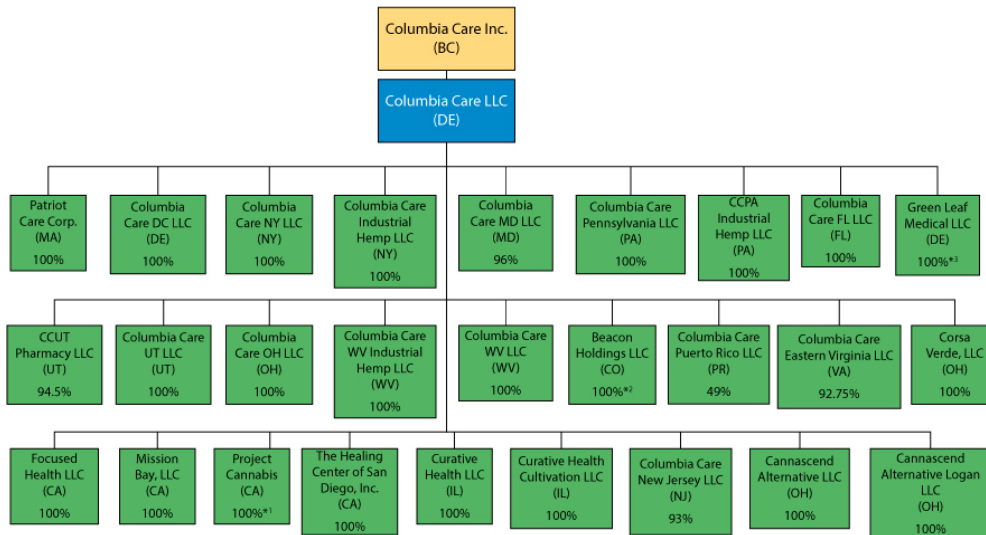 Columbia Care Inc.
(BC)
Columbia Care LLC
(DE)
Patriot
Care Corp.
(MA)
100%
Columbia
Care DC LLC
(DE)
100%
Columbia
Care NY LLC
(NY)
100%
Columbia Care
Industrial
Hemp LLC
(NY)
100%
Columbia
Care MD LLC
(MD)
96%
Columbia Care
Pennsylvania LLC
(PA)
100%
CCPA
Industrial
Hemp LLC
(PA)
100%
Columbia
Care FL LLC
(FL)
100%
Green Leaf
Medical LLC
(DE)
100%*3
CCUT
Pharmacy LLC
(UT)
94.5%
Columbia Care
UT LLC
(UT)
100%
Columbia
Care OH LLC
(OH)
100%
Columbia Care
WV Industrial
Hemp LLC
(WV)
100%
Columbia Care
WV LLC
(WV)
100%
Beacon
Holdings LLC
(CO)
100%*2
Columbia Care
Puerto Rico LLC
(PR)
49%
Columbia Care
Eastern Virginia LLC
(VA)
92.75%
Corsa
Verde, LLC
(OH)
100%
Focused
Health LLC
(CA)
100%
Mission
Bay, LLC
(CA)
100%
Project
Cannabis
(CA)
100%*1
The Healing
Center of San
Diego, Inc.
(CA)
100%
Curative
Health LLC
(IL)
100%
Curative Health
Cultivation LLC
(IL)
100%
Columbia Care
New Jersey LLC
(NJ)
93%
Cannascend
Alternative LLC
(OH)
100%
Cannascend
Alternative Logan
LLC
(OH)
100%